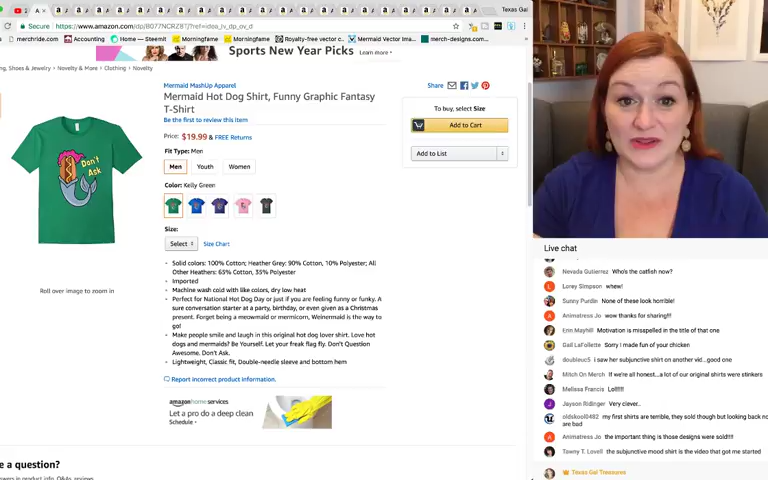 Texas Gal
Secure https://www.amazon.com/dp/B077NCRZBT/?ref=idea_lv_dp_ov_d
merchride.com Accounting Home — Steemit Morningfame Morningfame Royalty-free vector c... Mermaid Vector Ima... merch-designs.com...
Sports New Year Picks Learn more
ng, Shoes & Jewelry › Novelty & More › Clothing › Novelty
Mermaid MashUp Apparel
Mermaid Hot Dog Shirt, Funny Graphic Fantasy
T-Shirt
Be the first to review this item
Price: $19.99 & FREE Returns
Fit Type: Men
Men Youth Women
Color: Kelly Green
Size:
Select Size Chart
Solid colors: 100% Cotton; Heather Grey: 90% Cotton, 10% Polyester; All
Other Heathers: 65% Cotton, 35% Polyester
Imported
Machine wash cold with like colors, dry low heat
Perfect for National Hot Dog Day or just if you are feeling funny or funky. A
sure conversation starter at a party, birthday, or even given as a Christmas
present. Forget being a meowmaid or mermicorn, Weinermaid is the way to
go!
Make people smile and laugh in this original hot dog lover shirt. Love hot
dogs and mermaids? Be Yourself. Let your freak flag fly. Don't Question
Awesome. Don't Ask.
Lightweight, Classic fit, Double-needle sleeve and bottom hem
Report incorrect product information.
amazon home services
Let a pro do a deep clean
Schedule ›
e a question?
Don't
Ask
Roll over image to zoom in
Share
To buy, select Size
Add to Cart
Add to List
Live chat
Nevada Gutierrez Who's the catfish now?
Lorey Simpson whew!
Sunny Purdin None of these look horrible!
Animatress Jo wow thanks for sharing!!!
Erin Mayhill Motivation is misspelled in the title of that one
Gail LaFollette Sorry I made fun of your chicken
doubleuc5 i saw her subjunctive shirt on another vid...good one
Mitch On Merch If we're all honest...a lot of our original shirts were stinkers
Melissa Francis Lol!!!!!
Jayson Ridinger Very clever..
oldskool0482 my first shirts are terrible, they sold though but looking back no
are bad
Animatress Jo the important thing is those designs were sold!!!!
Tawny T. Lovell the subjunctive mood shirt is the video that got me started
Texas Gal Treasures